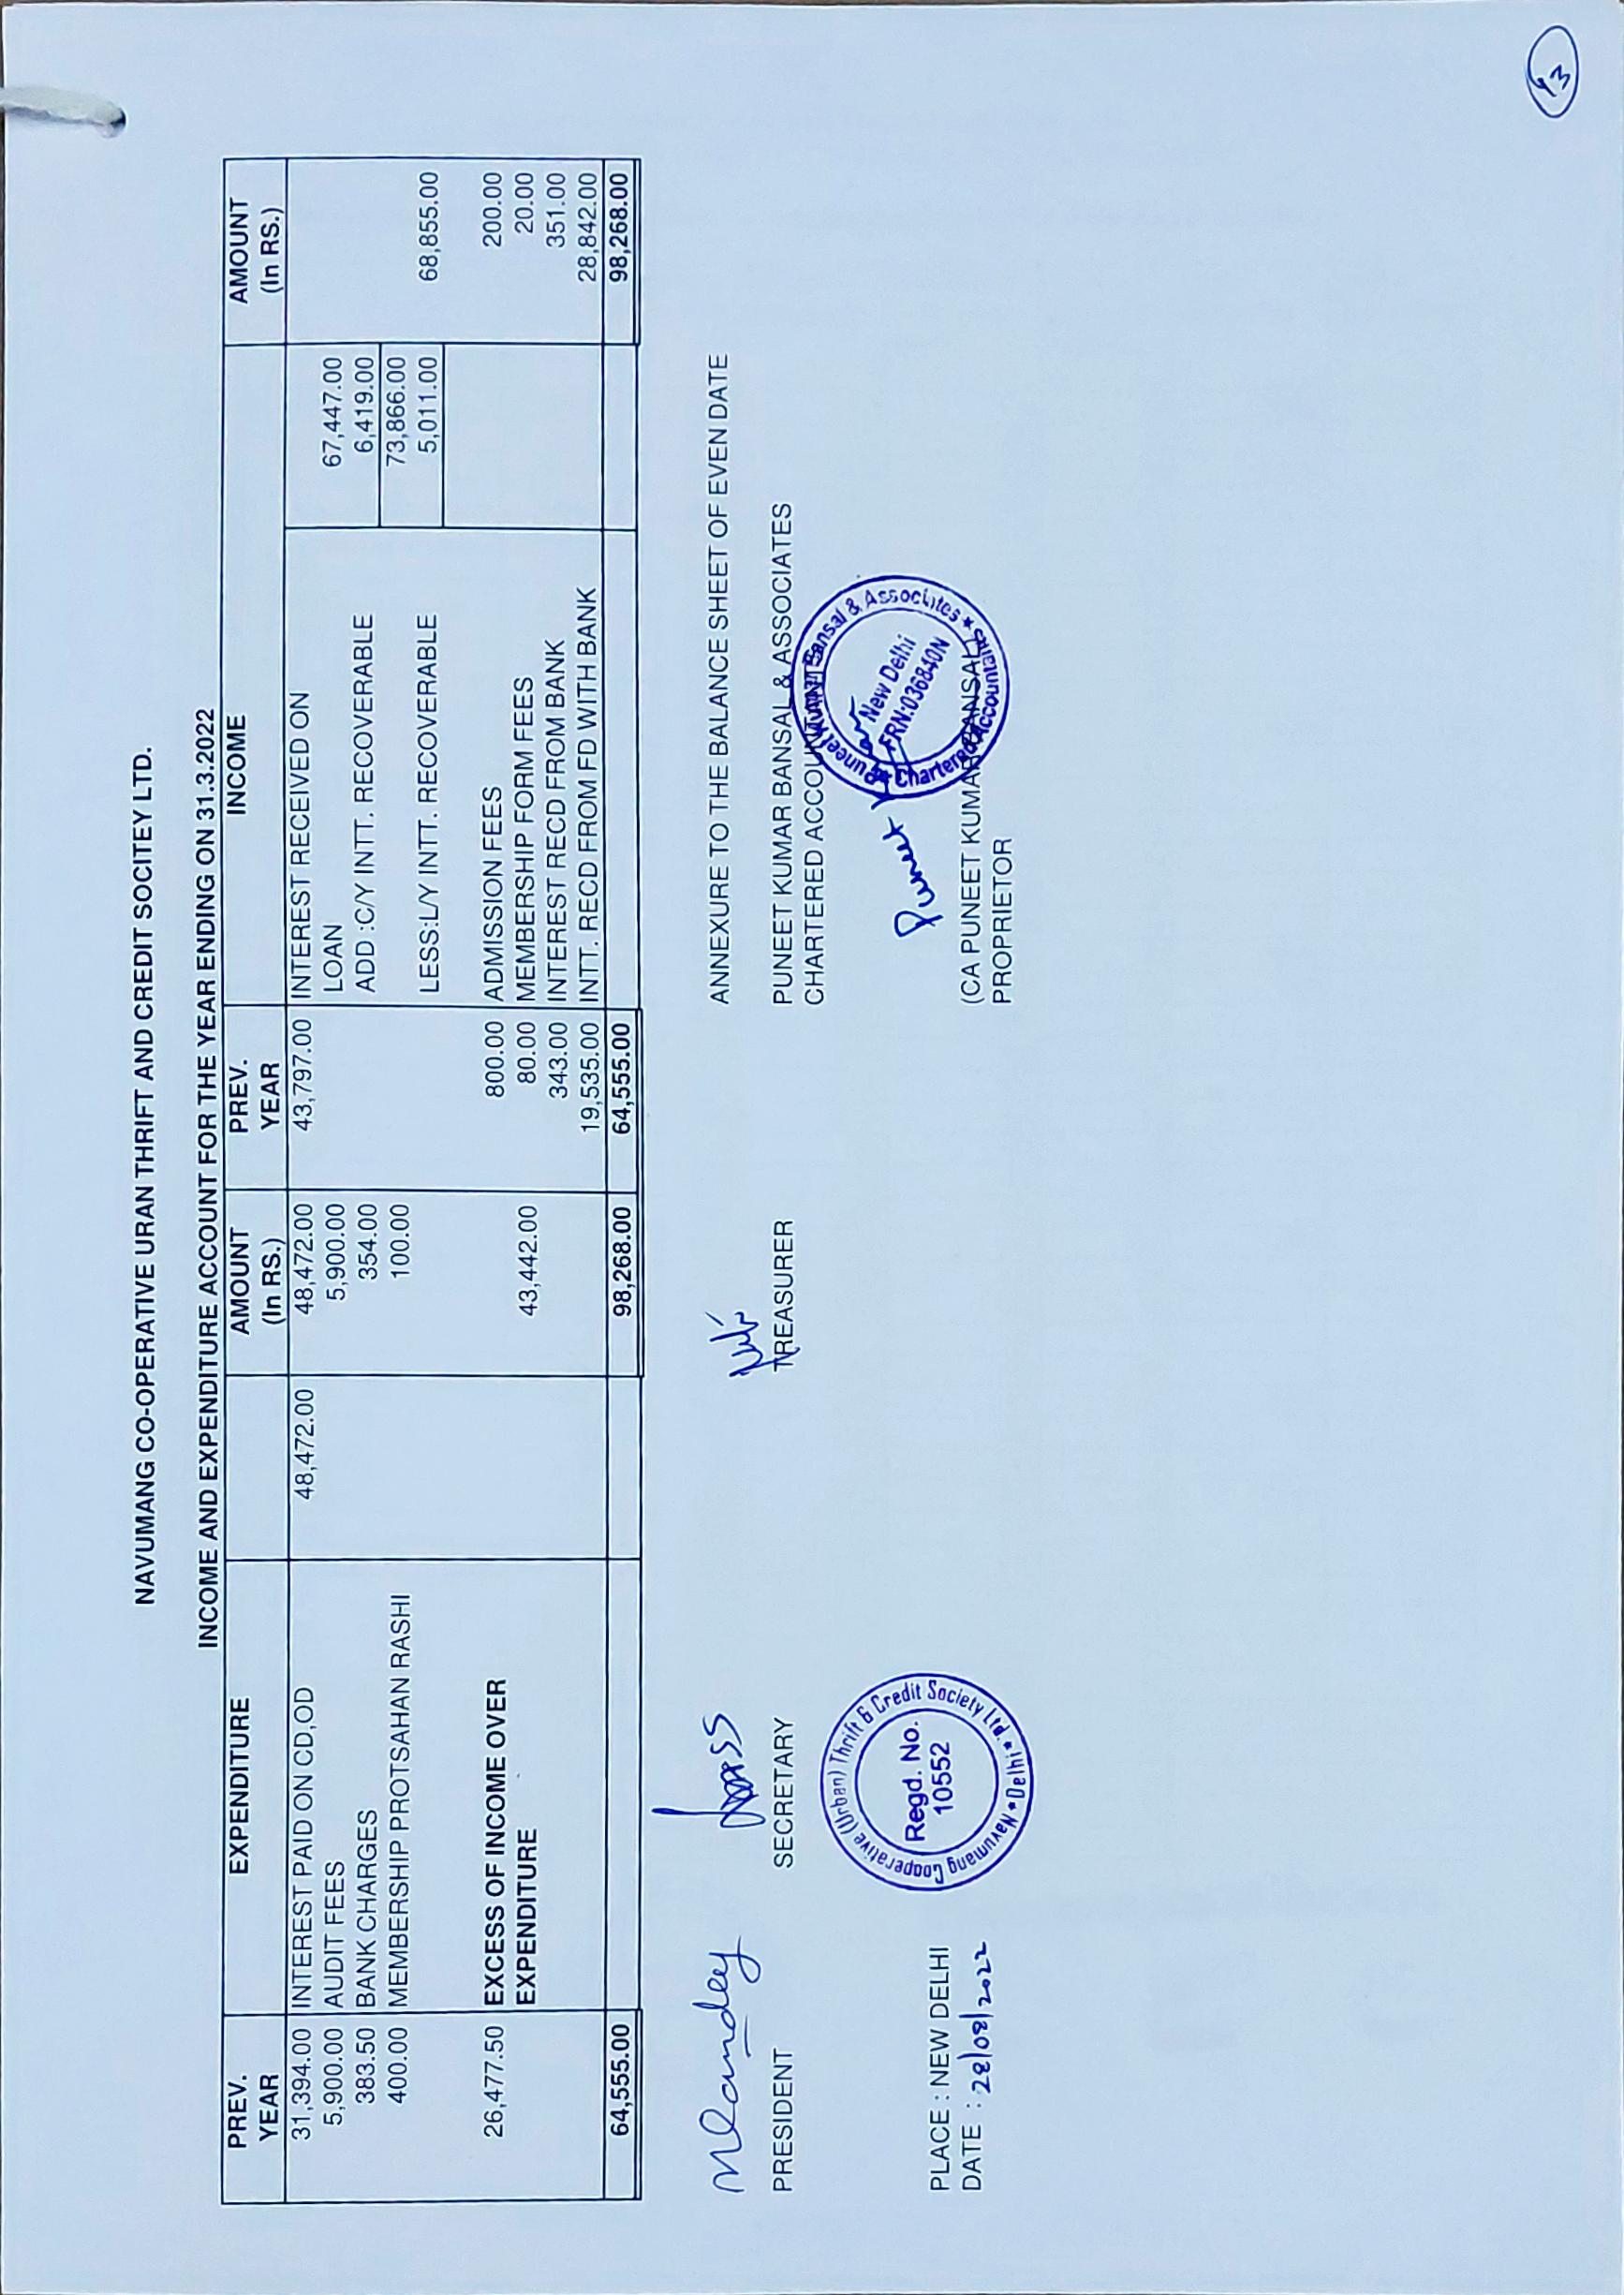 13
NAVUMANG CO-OPERATIVE URAN THRIFT AND CREDIT SOCITEY LTD.
INCOME AND EXPENDITURE ACCOUNT FOR THE YEAR ENDING ON 31.3.2022
PREV. YEAR EXPENDITURE AMOUNT (In RS.) PREV. YEAR INCOME AMOUNT (In RS.)
31,394.00 INTEREST PAID ON CD,OD 48,472.00 48,472.00 43,797.00 INTEREST RECEIVED ON
5,900.00 AUDIT FEES 5,900.00 LOAN 67,447.00
383.50 BANK CHARGES 354.00 ADD :C/Y INTT. RECOVERABLE 6,419.00
400.00 MEMBERSHIP PROTSAHAN RASHI 100.00 73,866.00
LESS:L/Y INTT. RECOVERABLE 5,011.00 68,855.00
26,477.50 EXCESS OF INCOME OVER 800.00 ADMISSION FEES 200.00
EXPENDITURE 43,442.00 80.00 MEMBERSHIP FORM FEES 20.00
343.00 INTEREST RECD FROM BANK 351.00
19,535.00 INTT. RECD FROM FD WITH BANK 28,842.00
64,555.00 98,268.00 64,555.00 98,268.00
ANNEXURE TO THE BALANCE SHEET OF EVEN DATE
PRESIDENT SECRETARY TREASURER PUNEET KUMAR BANSAL & ASSOCIATES
CHARTERED ACCOUNTANT
Navumang Cooperative (Urban) Thrift & Credit Society Ltd. * Delhi *
Regd. No.
10552
Puneet Kumar Bansal & Associates * Chartered Accountants
New Delhi
FRN:036840N
Puneet
PLACE : NEW DELHI
DATE : 28/08/2022 (CA PUNEET KUMAR BANSAL)
PROPRIETOR